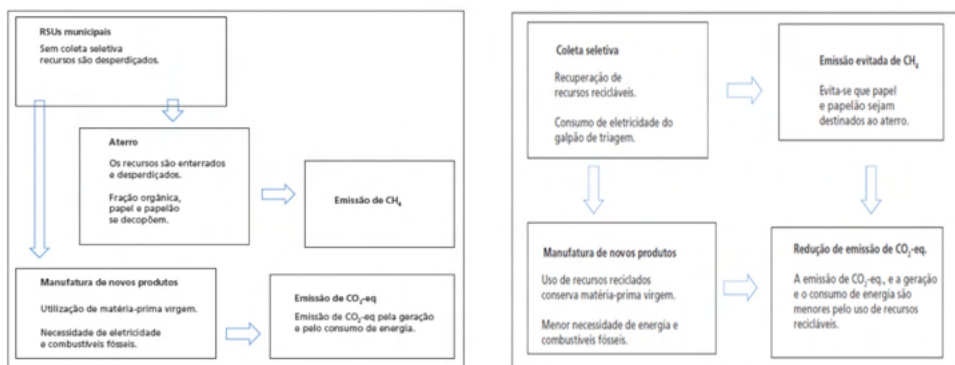 RSUs municipais
Sem coleta seletiva
recursos são desperdiçados.
Aterro
Os recursos são enterrados
e desperdiçados.
Fração orgânica,
papel e papelão
se decopõem.
Emissão de CH₄
Manufatura de novos produtos
Utilização de matéria-prima virgem.
Necessidade de eletricidade
e combustíveis fósseis.
Emissão de CO₂-eq
Emissão de CO₂-eq pela geração
e pelo consumo de energia.
Coleta seletiva
Recuperação de
recursos recicláveis.
Consumo de eletricidade do
galpão de triagem.
Emissão evitada de CH₄
Evita-se que papel
e papelão sejam
destinados ao aterro.
Manufatura de novos produtos
Uso de recursos reciclados
conserva matéria-prima virgem.
Menor necessidade de energia e
combustíveis fósseis.
Redução de emissão de CO₂-eq.
A emissão de CO₂-eq., e a geração
e o consumo de energia são
menores pelo uso de recursos
recicláveis.